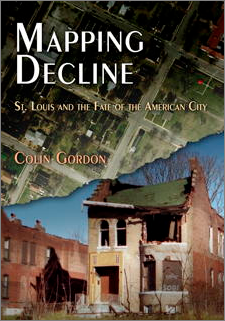 MAPPING
DECLINE
ST. LOUIS AND THE FATE OF THE AMERICAN CITY
COLIN GORDON